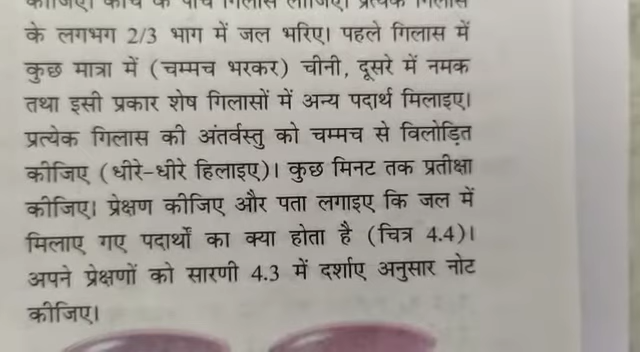 कीजिए। काँच के पाँच गिलास लीजिए। प्रत्येक गिलास
के लगभग 2/3 भाग में जल भरिए। पहले गिलास में
कुछ मात्रा में (चम्मच भरकर) चीनी, दूसरे में नमक
तथा इसी प्रकार शेष गिलासों में अन्य पदार्थ मिलाइए।
प्रत्येक गिलास की अंतर्वस्तु को चम्मच से विलोड़ित
कीजिए (धीरे-धीरे हिलाइए)। कुछ मिनट तक प्रतीक्षा
कीजिए। प्रेक्षण कीजिए और पता लगाइए कि जल में
मिलाए गए पदार्थों का क्या होता है (चित्र 4.4)।
अपने प्रेक्षणों को सारणी 4.3 में दर्शाए अनुसार नोट
कीजिए।